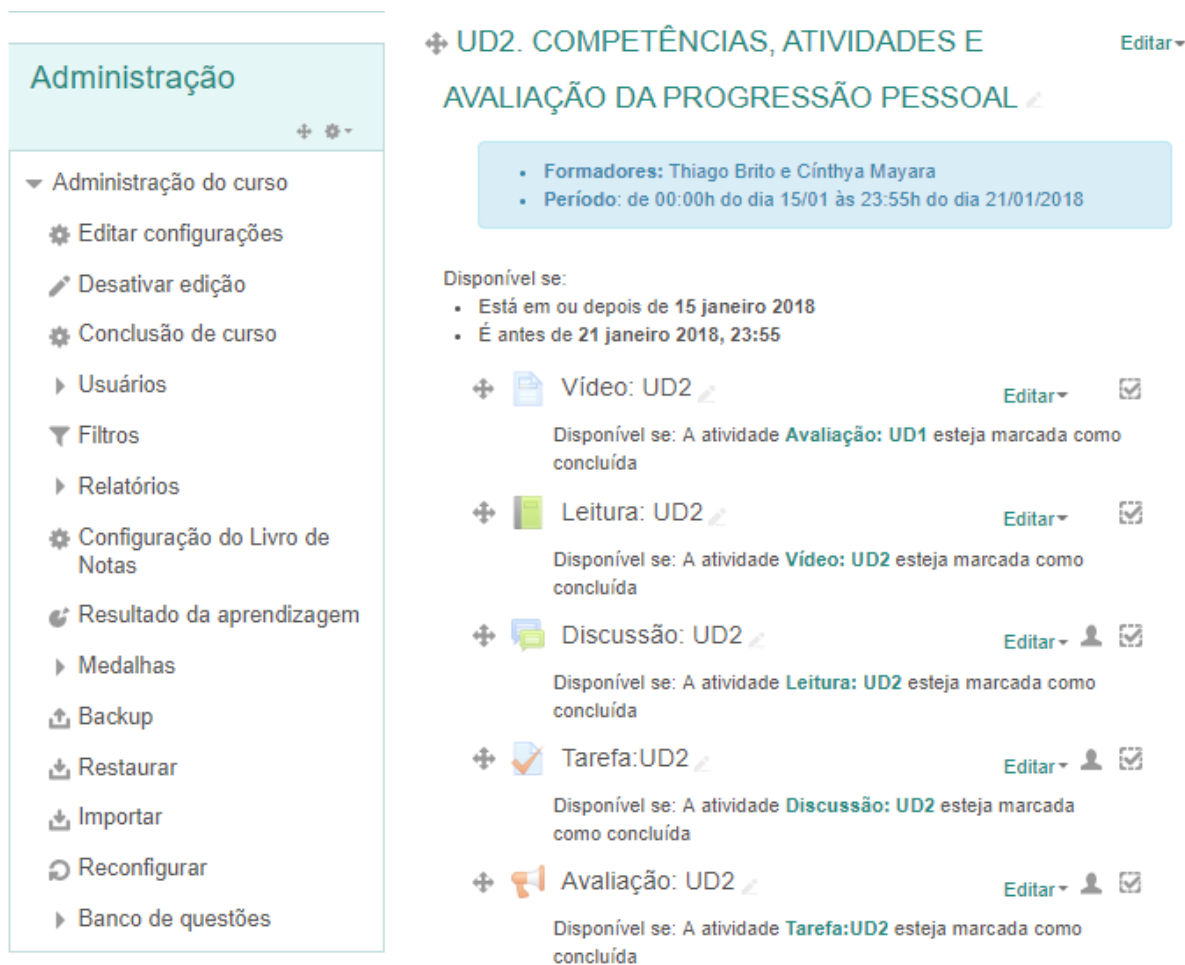 Administração
Administração do curso
Editar configurações
Desativar edição
Conclusão de curso
Usuários
Filtros
Relatórios
Configuração do Livro de
Notas
Resultado da aprendizagem
Medalhas
Backup
Restaurar
Importar
Reconfigurar
Banco de questões
UD2. COMPETÊNCIAS, ATIVIDADES E
Editar
AVALIAÇÃO DA PROGRESSÃO PESSOAL
• Formadores: Thiago Brito e Cínthya Mayara
• Período: de 00:00h do dia 15/01 às 23:55h do dia 21/01/2018
Disponível se:
• Está em ou depois de 15 janeiro 2018
• É antes de 21 janeiro 2018, 23:55
Vídeo: UD2
Editar
Disponível se: A atividade Avaliação: UD1 esteja marcada como
concluída
Leitura: UD2
Editar
Disponível se: A atividade Vídeo: UD2 esteja marcada como
concluída
Discussão: UD2
Editar
Disponível se: A atividade Leitura: UD2 esteja marcada como
concluída
Tarefa:UD2
Editar
Disponível se: A atividade Discussão: UD2 esteja marcada
como concluída
Avaliação: UD2
Editar
Disponível se: A atividade Tarefa:UD2 esteja marcada como
concluída